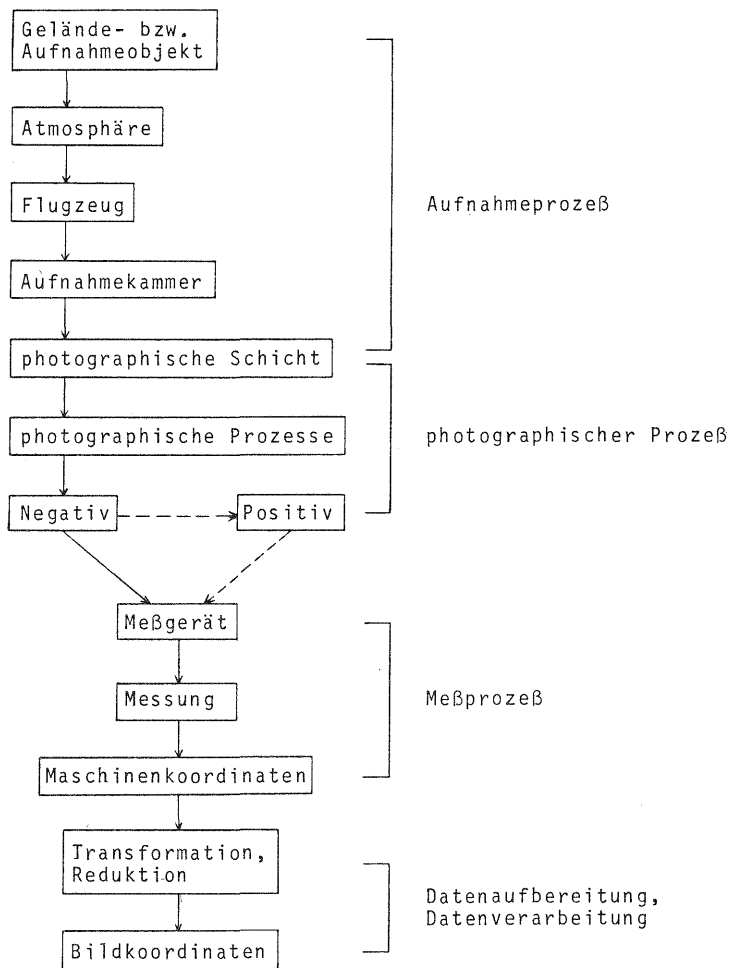 Gelände- bzw.
Aufnahmeobjekt
Atmosphäre
Flugzeug
Aufnahmeprozeß
Aufnahmekammer
photographische Schicht
photographische Prozesse
photographischer Prozeß
Negativ
Positiv
Meßgerät
Messung
Meßprozeß
Maschinenkoordinaten
Transformation,
Reduktion
Datenaufbereitung,
Datenverarbeitung
Bildkoordinaten